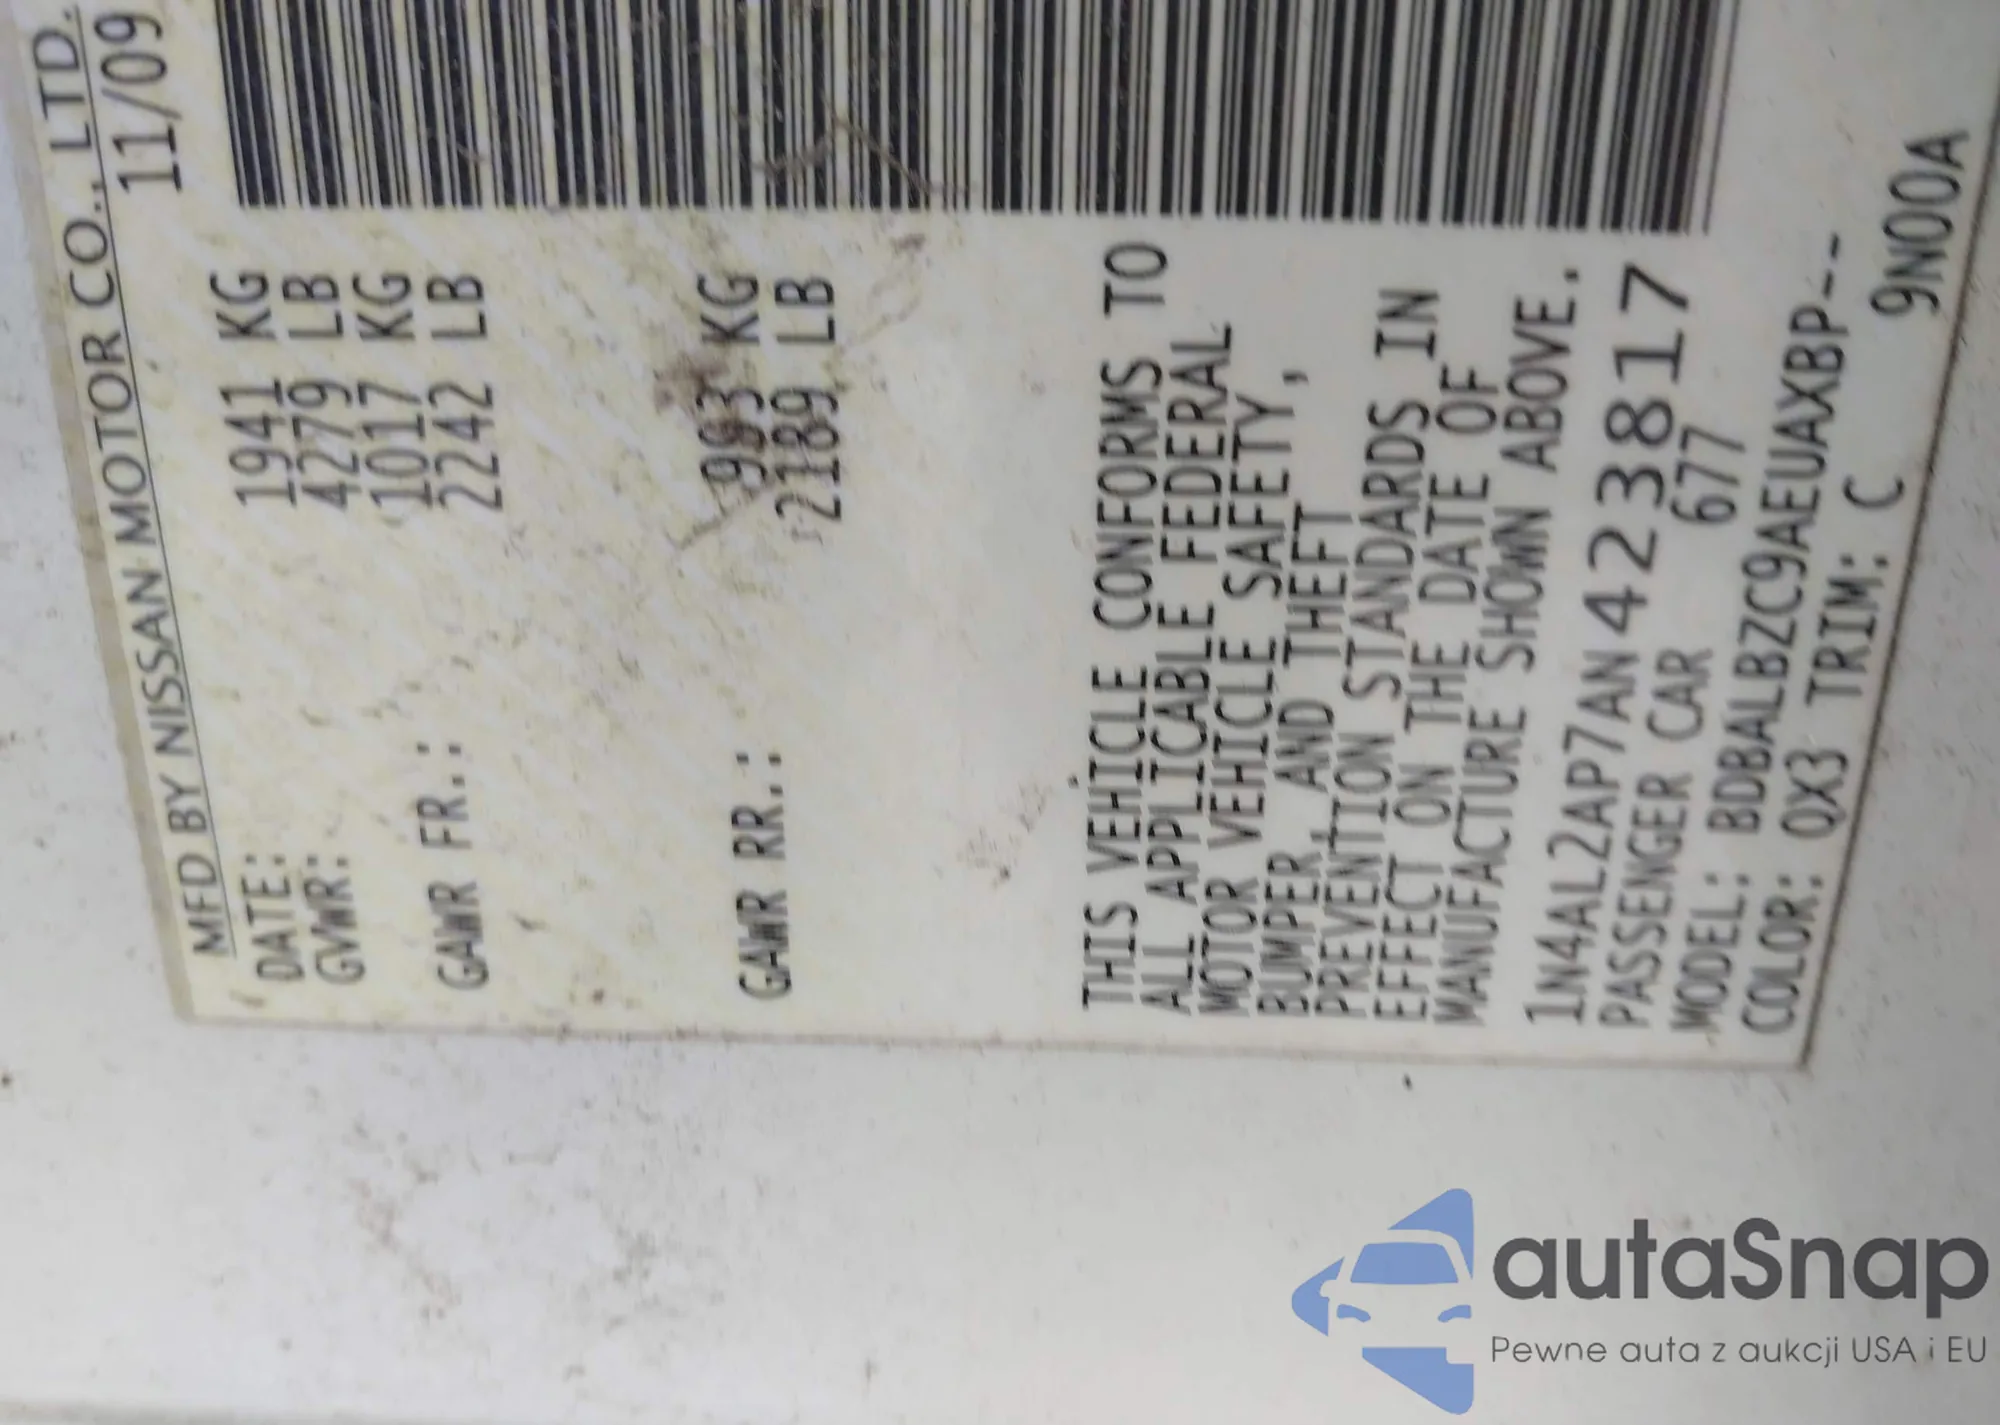 MFD BY NISSAN MOTOR CO., LTD.
DATE: 11/09
GVWR: 1941 KG
4279 LB
GAWR FR.: 1017 KG
2242 LB
GAWR RR.: 993 KG
2189 LB
THIS VEHICLE CONFORMS TO
ALL APPLICABLE FEDERAL
MOTOR VEHICLE SAFETY,
BUMPER, AND THEFT
PREVENTION STANDARDS IN
EFFECT ON THE DATE OF
MANUFACTURE SHOWN ABOVE.
1N4AL2AP7AN423817
PASSENGER CAR 677
MODEL: BDBALBZC9AEUAXBP--
COLOR: QX3 TRIM: C 9N00A
autaSnap
Pewne auta z aukcji USA i EU